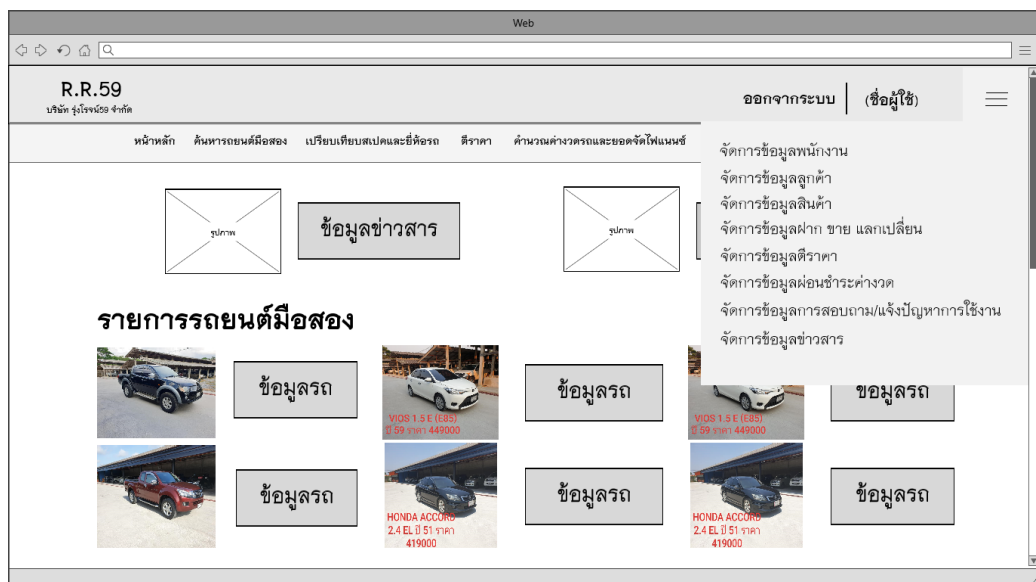 Web
R.R.59
บริษัท รุ่งโรจน์59 จำกัด
ออกจากระบบ
(ชื่อผู้ใช้)
หน้าหลัก ค้นหารถยนต์มือสอง เปรียบเทียบสเปคและยี่ห้อรถ ตีราคา คำนวณค่างวดรถและยอดจัดไฟแนนซ์
จัดการข้อมูลพนักงาน
จัดการข้อมูลลูกค้า
จัดการข้อมูลสินค้า
จัดการข้อมูลฝาก ขาย แลกเปลี่ยน
จัดการข้อมูลตีราคา
จัดการข้อมูลผ่อนชำระค่างวด
จัดการข้อมูลการสอบถาม/แจ้งปัญหาการใช้งาน
จัดการข้อมูลข่าวสาร
รูปภาพ
ข้อมูลข่าวสาร
รูปภาพ
รายการรถยนต์มือสอง
ข้อมูลรถ
VIOS 1.5 E (E85)
ปี 59 ราคา 449000
ข้อมูลรถ
VIOS 1.5 E (E85)
ปี 59 ราคา 449000
ข้อมูลรถ
ข้อมูลรถ
HONDA ACCORD
2.4 EL ปี 51 ราคา
419000
ข้อมูลรถ
HONDA ACCORD
2.4 EL ปี 51 ราคา
419000
ข้อมูลรถ